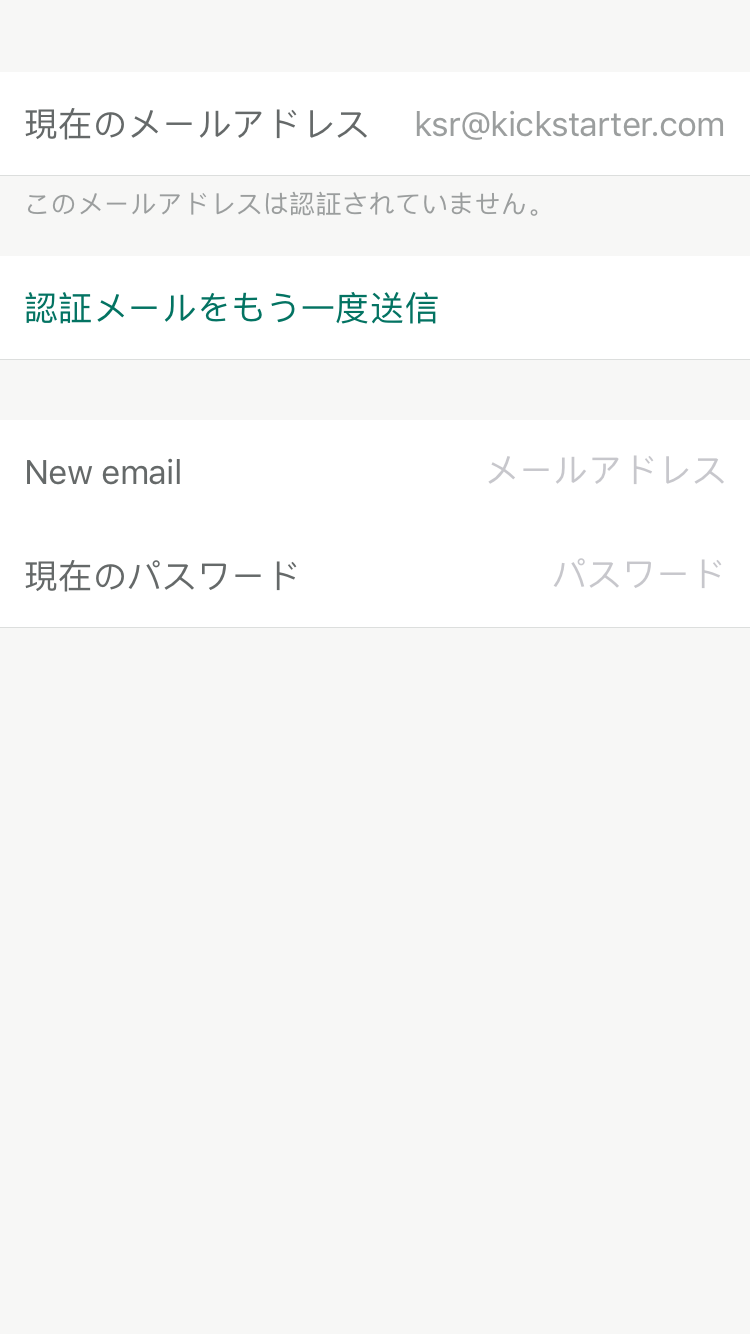 現在のメールアドレス ksr@kickstarter.com
このメールアドレスは認証されていません。
認証メールをもう一度送信
New email メールアドレス
現在のパスワード パスワード